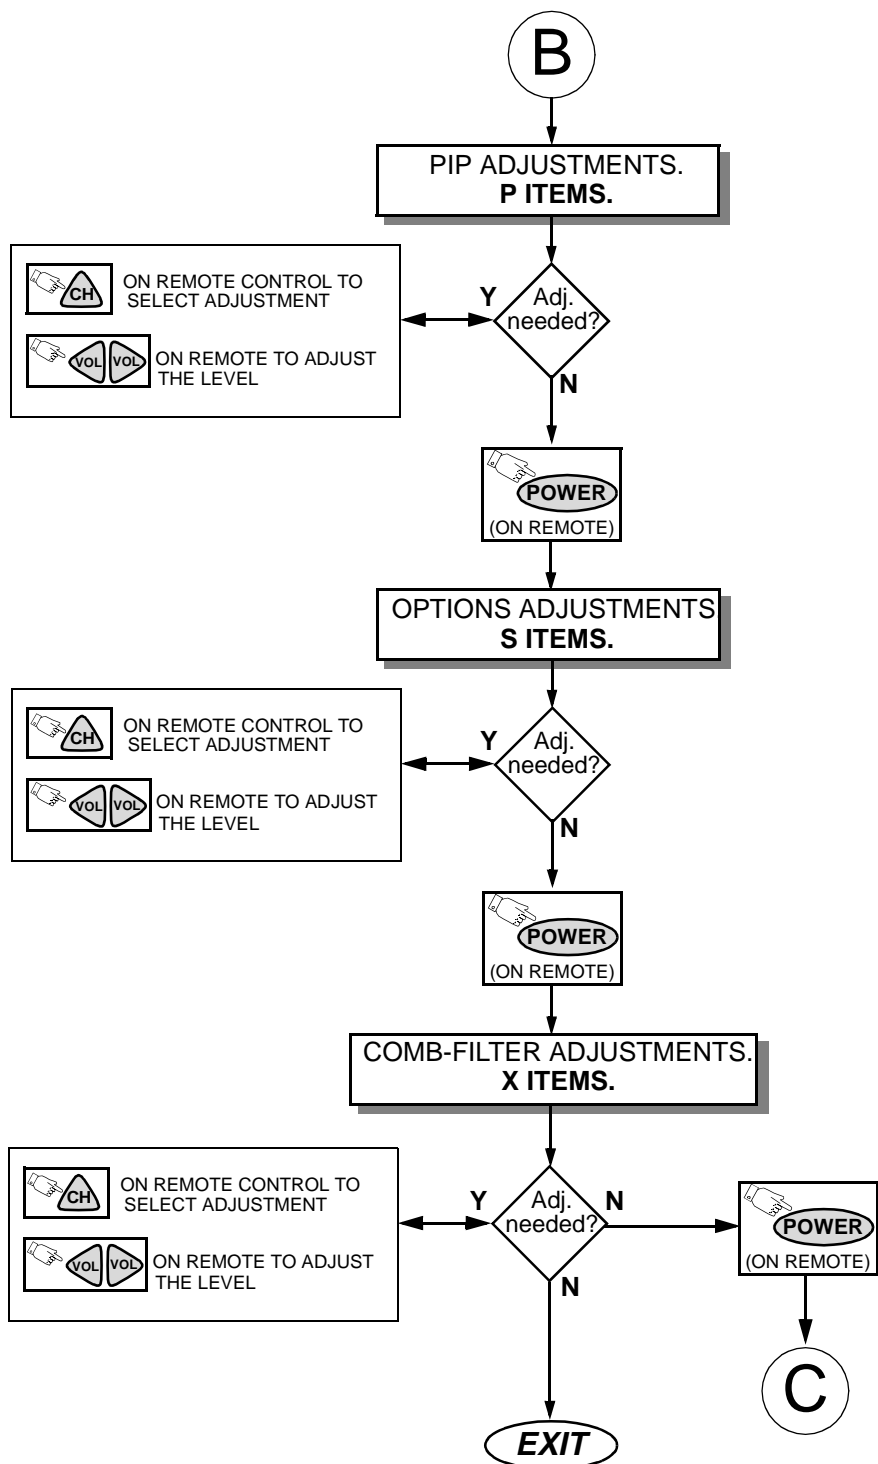 B
PIP ADJUSTMENTS.
P ITEMS.
CH
ON REMOTE CONTROL TO
SELECT ADJUSTMENT
VOL VOL
ON REMOTE TO ADJUST
THE LEVEL
Y
Adj.
needed?
N
POWER
(ON REMOTE)
OPTIONS ADJUSTMENTS.
S ITEMS.
CH
ON REMOTE CONTROL TO
SELECT ADJUSTMENT
VOL VOL
ON REMOTE TO ADJUST
THE LEVEL
Y
Adj.
needed?
N
POWER
(ON REMOTE)
COMB-FILTER ADJUSTMENTS.
X ITEMS.
CH
ON REMOTE CONTROL TO
SELECT ADJUSTMENT
VOL VOL
ON REMOTE TO ADJUST
THE LEVEL
Y
Adj.
needed?
N
N
POWER
(ON REMOTE)
C
EXIT